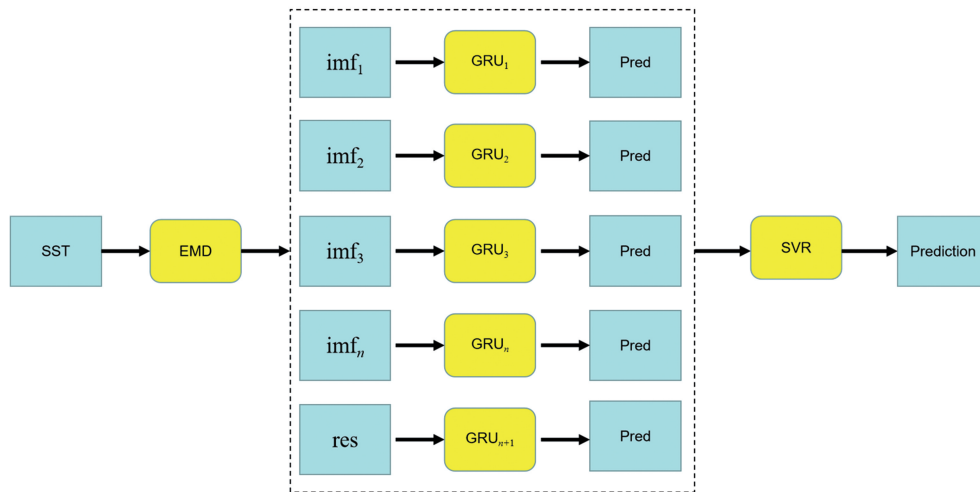 imf₁
GRU₁
Pred
imf₂
GRU₂
Pred
SST
EMD
imf₃
GRU₃
Pred
SVR
Prediction
imfₙ
GRUₙ
Pred
res
GRUₙ₊₁
Pred